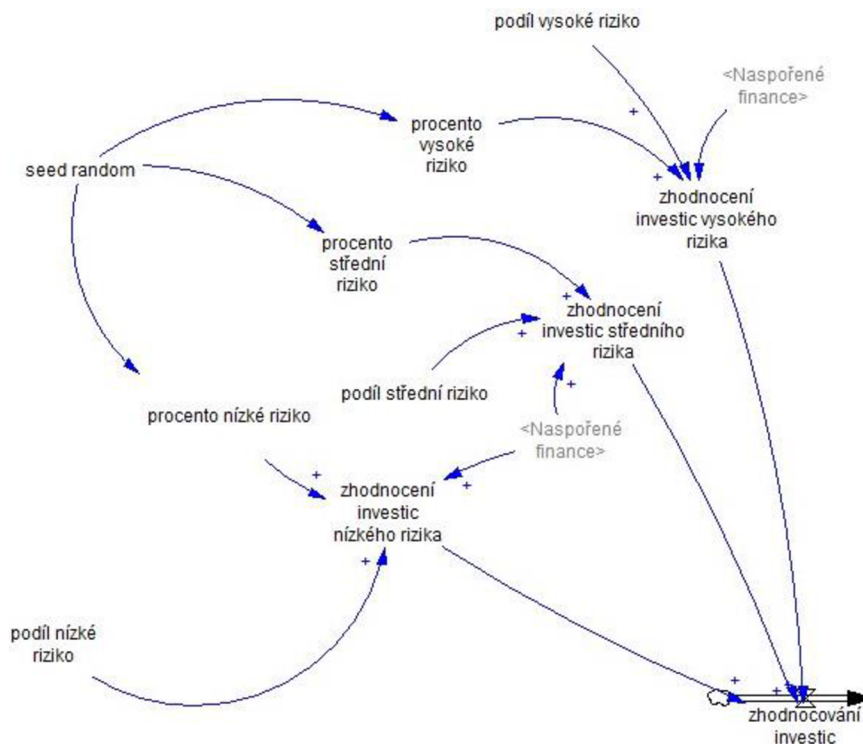 podíl vysoké riziko
<Naspořené
finance>
procento
vysoké
riziko
seed random
zhodnocení
investic vysokého
rizika
procento
střední
riziko
zhodnocení
investic středního
rizika
podíl střední riziko
procento nízké riziko
<Naspořené
finance>
zhodnocení
investic
nízkého rizika
podíl nízké
riziko
zhodnocování
investic